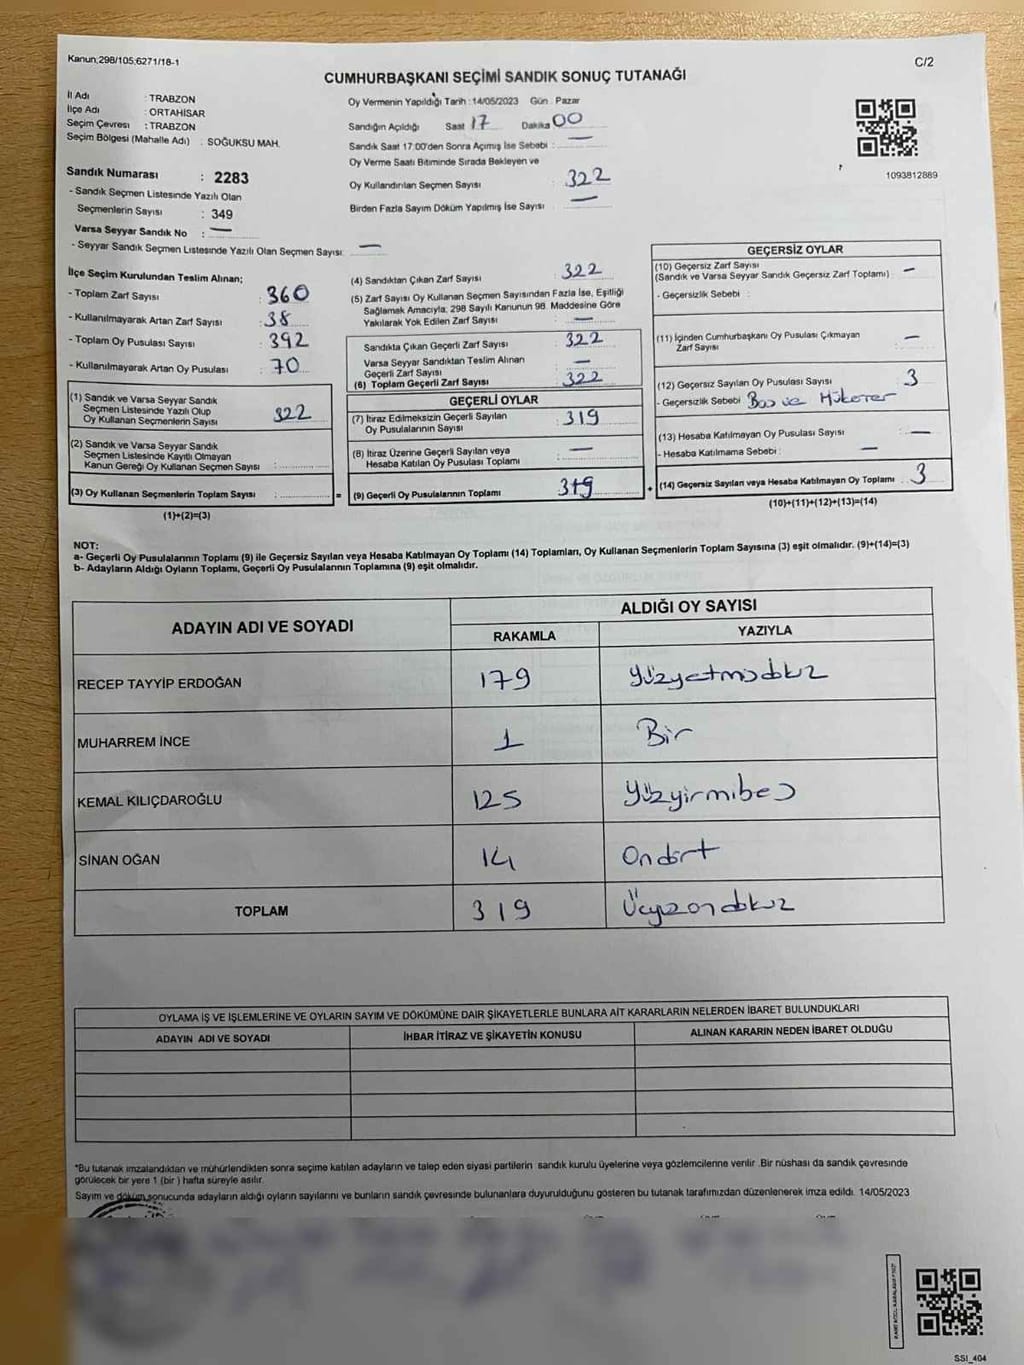 Kanun;298/105;6271/18-1
C/2
CUMHURBAŞKANI SEÇİMİ SANDIK SONUÇ TUTANAĞI
İl Adı : TRABZON
İlçe Adı : ORTAHİSAR
Seçim Çevresi : TRABZON
Seçim Bölgesi (Mahalle Adı) : SOĞUKSU MAH.
Oy Vermenin Yapıldığı Tarih : 14/05/2023 Gün : Pazar
Sandığın Açıldığı Saat 17 Dakika 00
Sandık Saat 17:00'den Sonra Açımış İse Sebebi : —
Oy Verme Saati Bitiminde Sırada Bekleyen ve
Oy Kullandırılan Seçmen Sayısı : 322
Birden Fazla Sayım Döküm Yapılmış İse Sayısı : —
1093812889
Sandık Numarası : 2283
- Sandık Seçmen Listesinde Yazılı Olan
Seçmenlerin Sayısı : 349
Varsa Seyyar Sandık No : —
- Seyyar Sandık Seçmen Listesinde Yazılı Olan Seçmen Sayısı: —
İlçe Seçim Kurulundan Teslim Alınan;
- Toplam Zarf Sayısı : 360
- Kullanılmayarak Artan Zarf Sayısı : 38
- Toplam Oy Pusulası Sayısı : 392
- Kullanılmayarak Artan Oy Pusulası : 70
(1) Sandık ve Varsa Seyyar Sandık
Seçmen Listesinde Yazılı Olup
Oy Kullanan Seçmenlerin Sayısı : 322
(2) Sandık ve Varsa Seyyar Sandık
Seçmen Listesinde Kayıtlı Olmayan
Kanun Gereği Oy Kullanan Seçmen Sayısı :
(3) Oy Kullanan Seçmenlerin Toplam Sayısı :
(1)+(2)=(3)
(4) Sandıktan Çıkan Zarf Sayısı : 322
(5) Zarf Sayısı Oy Kullanan Seçmen Sayısından Fazla İse, Eşitliği
Sağlamak Amacıyla; 298 Sayılı Kanunun 98. Maddesine Göre
Yakılarak Yok Edilen Zarf Sayısı : —
Sandıkta Çıkan Geçerli Zarf Sayısı : 322
Varsa Seyyar Sandıktan Teslim Alınan
Geçerli Zarf Sayısı : —
(6) Toplam Geçerli Zarf Sayısı : 322
GEÇERLİ OYLAR
(7) İtiraz Edilmeksizin Geçerli Sayılan
Oy Pusulalarının Sayısı : 319
(8) İtiraz Üzerine Geçerli Sayılan veya
Hesaba Katılan Oy Pusulası Toplamı : —
= (9) Geçerli Oy Pusulalarının Toplamı : 319
GEÇERSİZ OYLAR
(10) Geçersiz Zarf Sayısı
(Sandık ve Varsa Seyyar Sandık Geçersiz Zarf Toplamı) : —
- Geçersizlik Sebebi :
(11) İçinden Cumhurbaşkanı Oy Pusulası Çıkmayan
Zarf Sayısı : —
(12) Geçersiz Sayılan Oy Pusulası Sayısı : 3
- Geçersizlik Sebebi : Boş ve Mükerer
(13) Hesaba Katılmayan Oy Pusulası Sayısı : —
- Hesaba Katılmama Sebebi : —
+ (14) Geçersiz Sayılan veya Hesaba Katılmayan Oy Toplamı : 3
(10)+(11)+(12)+(13)=(14)
NOT:
a- Geçerli Oy Pusulalarının Toplamı (9) ile Geçersiz Sayılan veya Hesaba Katılmayan Oy Toplamı (14) Toplamları, Oy Kullanan Seçmenlerin Toplam Sayısına (3) eşit olmalıdır. (9)+(14)=(3)
b- Adayların Aldığı Oyların Toplamı, Geçerli Oy Pusulalarının Toplamına (9) eşit olmalıdır.
ADAYIN ADI VE SOYADI
ALDIĞI OY SAYISI
RAKAMLA YAZIYLA
RECEP TAYYİP ERDOĞAN 179 Yüzyetmişdokuz
MUHARREM İNCE 1 Bir
KEMAL KILIÇDAROĞLU 125 Yüzyirmibeş
SİNAN OĞAN 14 Ondört
TOPLAM 319 Üçyüzondokuz
OYLAMA İŞ VE İŞLEMLERİNE VE OYLARIN SAYIM VE DÖKÜMÜNE DAİR ŞİKAYETLERLE BUNLARA AİT KARARLARIN NELERDEN İBARET BULUNDUKLARI
ADAYIN ADI VE SOYADI İHBAR İTİRAZ VE ŞİKAYETİN KONUSU ALINAN KARARIN NEDEN İBARET OLDUĞU
*Bu tutanak imzalandıktan ve mühürlendikten sonra seçime katılan adayların ve talep eden siyasi partilerin sandık kurulu üyelerine veya gözlemcilerine verilir. Bir nüshası da sandık çevresinde
görülecek bir yere 1 (bir) hafta süreyle asılır.
Sayım ve döküm sonucunda adayların aldığı oyların sayılarını ve bunların sandık çevresinde bulunanlara duyurulduğunu gösteren bu tutanak tarafımızdan düzenlenerek imza edildi. 14/05/2023
SSI_404